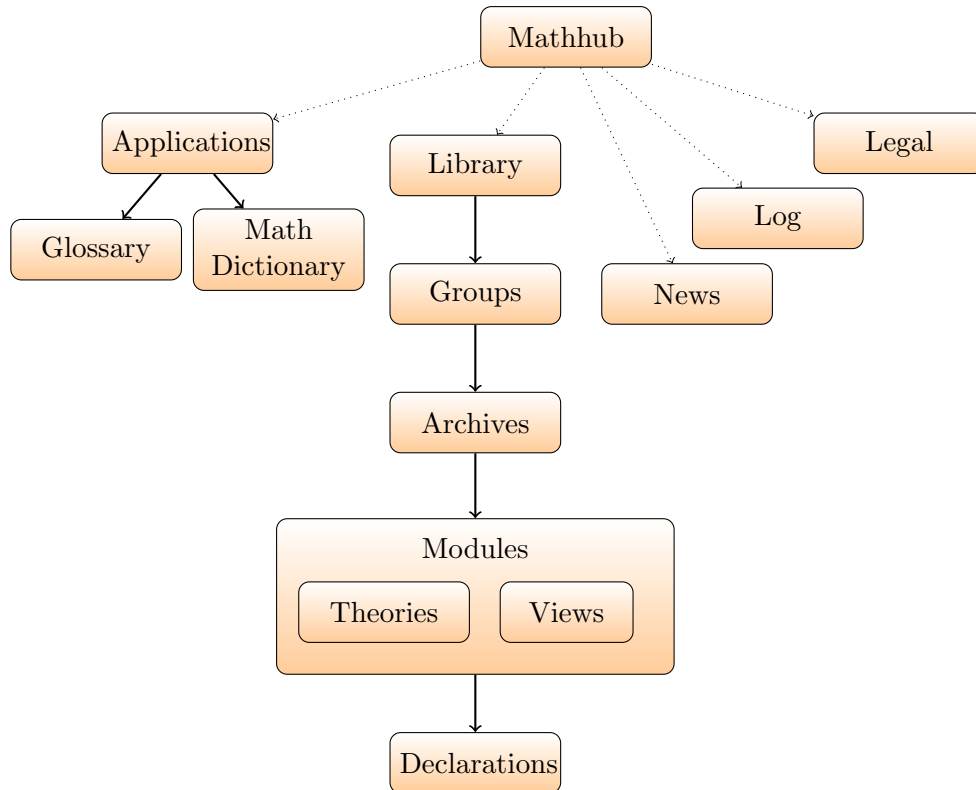 Mathhub
Applications
Library
Legal
Log
Glossary
Math
Dictionary
Groups
News
Archives
Modules
Theories
Views
Declarations